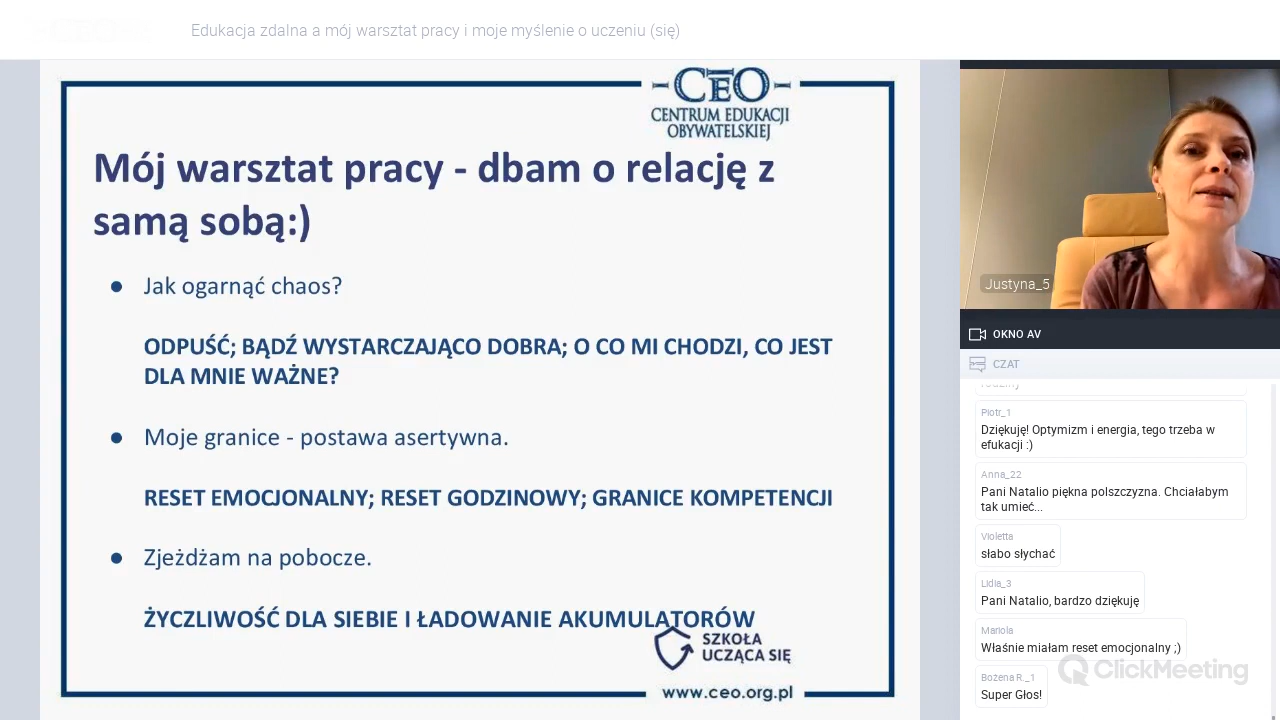 Edukacja zdalna a mój warsztat pracy i moje myślenie o uczeniu (się)
CEO
CENTRUM EDUKACJI
OBYWATELSKIEJ
Mój warsztat pracy - dbam o relację z
samą sobą:)
● Jak ogarnąć chaos?
ODPUŚĆ; BĄDŹ WYSTARCZAJĄCO DOBRA; O CO MI CHODZI, CO JEST
DLA MNIE WAŻNE?
● Moje granice - postawa asertywna.
RESET EMOCJONALNY; RESET GODZINOWY; GRANICE KOMPETENCJI
● Zjeżdżam na pobocze.
ŻYCZLIWOŚĆ DLA SIEBIE I ŁADOWANIE AKUMULATORÓW
SZKOŁA
UCZĄCA SIĘ
www.ceo.org.pl
Justyna_5
OKNO AV
CZAT
Piotr_1
Dziękuję! Optymizm i energia, tego trzeba w
efukacji :)
Anna_22
Pani Natalio piękna polszczyzna. Chciałabym
tak umieć...
Violetta
słabo słychać
Lidia_3
Pani Natalio, bardzo dziękuję
Mariola
Właśnie miałam reset emocjonalny ;)
Bożena R._1
Super Głos!
ClickMeeting